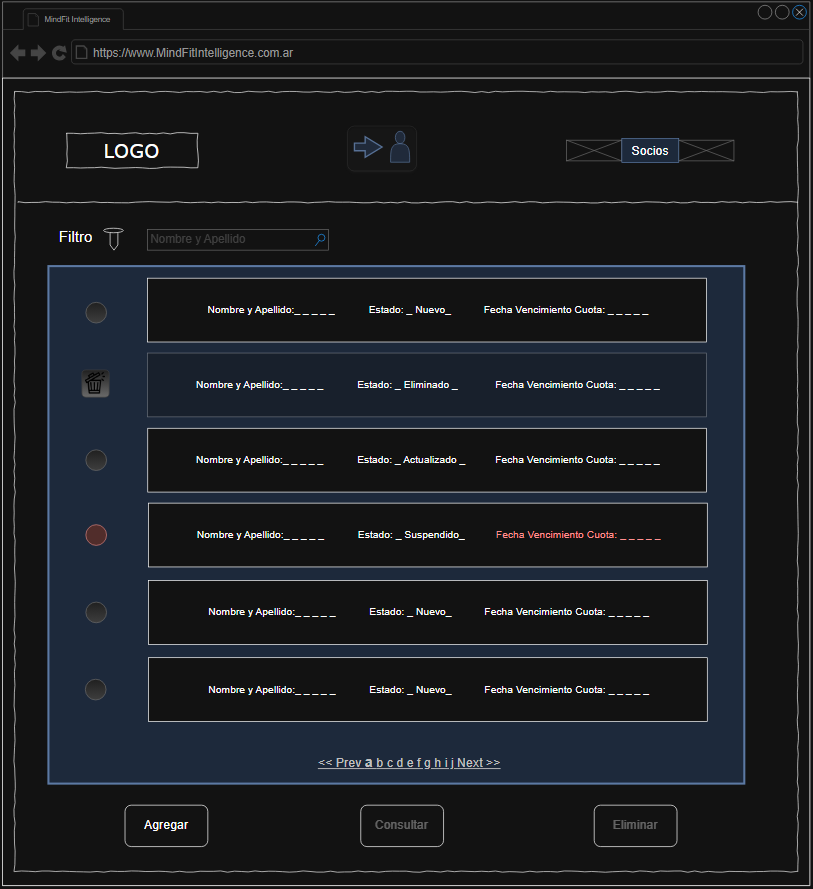 MindFit Intelligence
https://www.MindFitIntelligence.com.ar
LOGO
Socios
Filtro
Nombre y Apellido
Nombre y Apellido:_ _ _ _ _ Estado: _ Nuevo_ Fecha Vencimiento Cuota: _ _ _ _ _
Nombre y Apellido:_ _ _ _ _ Estado: _ Eliminado _ Fecha Vencimiento Cuota: _ _ _ _ _
Nombre y Apellido:_ _ _ _ _ Estado: _ Actualizado _ Fecha Vencimiento Cuota: _ _ _ _ _
Nombre y Apellido:_ _ _ _ _ Estado: _ Suspendido_ Fecha Vencimiento Cuota: _ _ _ _ _
Nombre y Apellido:_ _ _ _ _ Estado: _ Nuevo_ Fecha Vencimiento Cuota: _ _ _ _ _
Nombre y Apellido:_ _ _ _ _ Estado: _ Nuevo_ Fecha Vencimiento Cuota: _ _ _ _ _
<< Prev a b c d e f g h i j Next >>
Agregar
Consultar
Eliminar